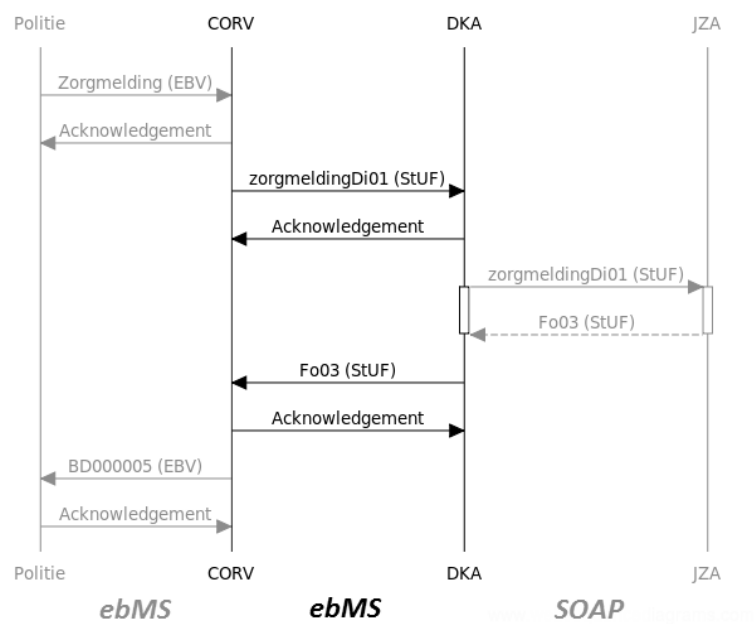 Politie CORV DKA JZA
Zorgmelding (EBV)
Acknowledgement
zorgmeldingDi01 (StUF)
Acknowledgement
zorgmeldingDi01 (StUF)
Fo03 (StUF)
Fo03 (StUF)
Acknowledgement
BD000005 (EBV)
Acknowledgement
Politie CORV DKA JZA
ebMS ebMS SOAP